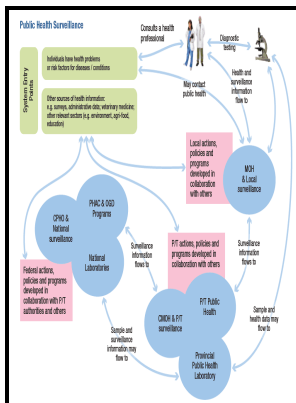 Public Health Surveillance
Consults a health
professional
Diagnostic
testing
System Entry
Points
Individuals have health problems
or risk factors for diseases / conditions
May contact
public health
Health and
surveillance
information
flow to
Other sources of health information:
e.g. surveys, administrative data; veterinary medicine;
other relevant sectors (e.g. environment, agri-food,
education)
Local actions,
policies and
programs
developed in
collaboration
with others
MOH
& Local
surveillance
PHAC & OGD
Programs
CPHO &
National
surveillance
National
Laboratories
Surveillance
information
flows to
P/T actions, policies and
programs developed in
collaboration with others
Surveillance
information
flows to
Federal actions,
policies and programs
developed in
collaboration with P/T
authorities and others
P/T Public
Health
CMOH & P/T
surveillance
Sample and
health data may
flow to
Sample and
surveillance
information may
flow to
Provincial
Public Health
Laboratory